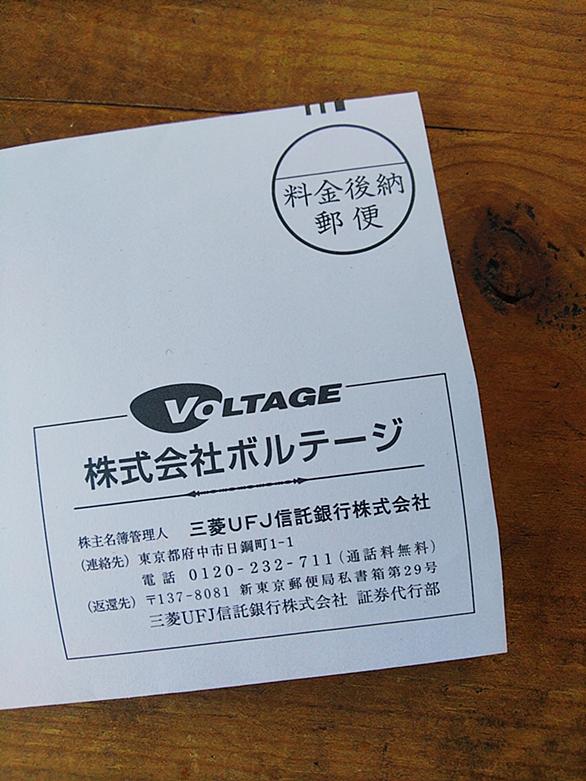 料金後納
郵便
VOLTAGE
株式会社ボルテージ
株主名簿管理人 三菱UFJ信託銀行株式会社
(連絡先) 東京都府中市日鋼町1-1
電話 0120-232-711(通話料無料)
(返還先) 〒137-8081 新東京郵便局私書箱第29号
三菱UFJ信託銀行株式会社 証券代行部